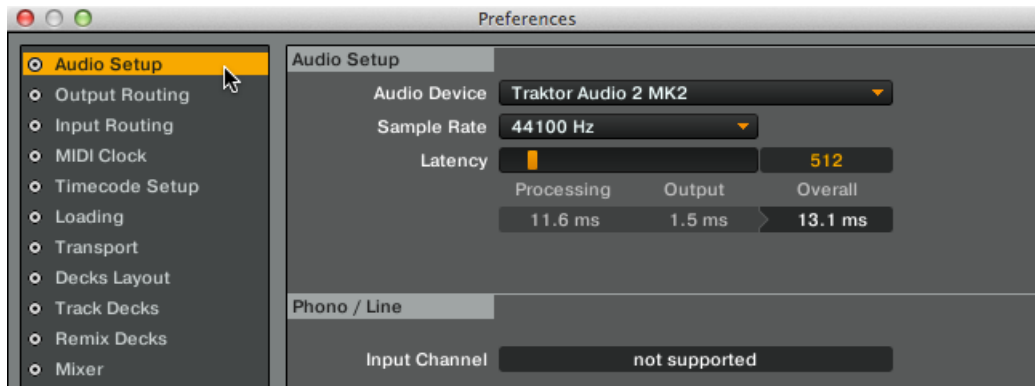 Preferences
Audio Setup
Output Routing
Input Routing
MIDI Clock
Timecode Setup
Loading
Transport
Decks Layout
Track Decks
Remix Decks
Mixer
Audio Setup
Audio Device Traktor Audio 2 MK2
Sample Rate 44100 Hz
Latency 512
Processing Output Overall
11.6 ms 1.5 ms 13.1 ms
Phono / Line
Input Channel not supported